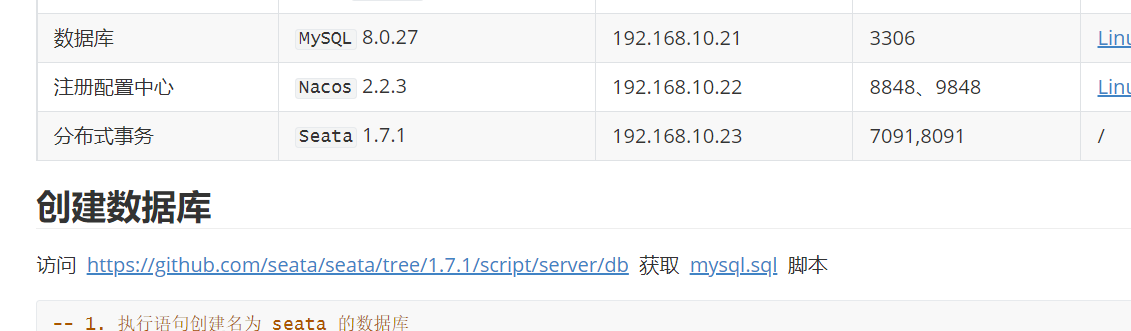 数据库 MySQL 8.0.27 192.168.10.21 3306
注册配置中心 Nacos 2.2.3 192.168.10.22 8848、9848
分布式事务 Seata 1.7.1 192.168.10.23 7091,8091 /
创建数据库
访问 https://github.com/seata/seata/tree/1.7.1/script/server/db 获取 mysql.sql 脚本
-- 1. 执行语句创建名为 seata 的数据库